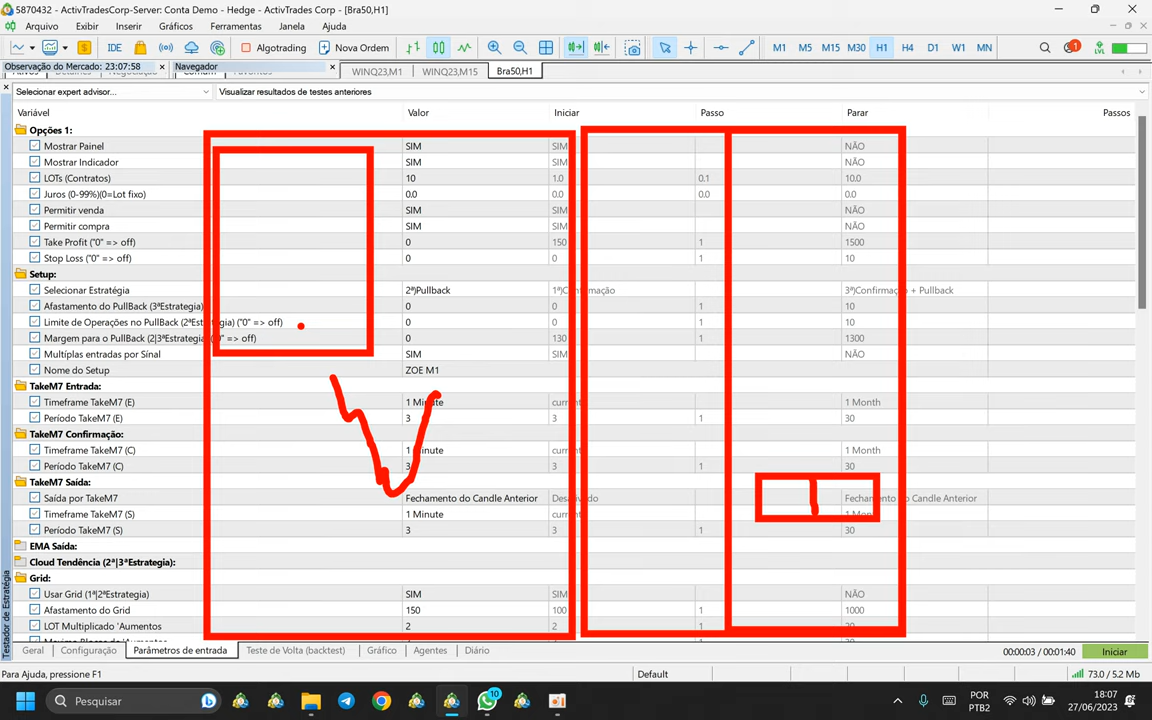 5870432 - ActivTradesCorp-Server: Conta Demo - Hedge - ActivTrades Corp - [Bra50,H1]
Arquivo Exibir Inserir Gráficos Ferramentas Janela Ajuda
IDE Algotrading Nova Ordem M1 M5 M15 M30 H1 H4 D1 W1 MN 1 LVL
Observação do Mercado: 23:07:58 Navegador
WINQ23,M1 WINQ23,M15 Bra50,H1
Selecionar expert advisor... Visualizar resultados de testes anteriores
Variável Valor Iniciar Passo Parar Passos
Opções 1:
Mostrar Painel SIM SIM NÃO
Mostrar Indicador SIM SIM NÃO
LOTs (Contratos) 10 1.0 0.1 10.0
Juros (0-99%)(0=Lot fixo) 0.0 0.0 0.0 0.0
Permitir venda SIM SIM NÃO
Permitir compra SIM SIM NÃO
Take Profit ("0" => off) 0 150 1 1500
Stop Loss ("0" => off) 0 0 1 10
Setup:
Selecionar Estratégia 2ª)Pullback 3ª)Confirmação + Pullback
Afastamento do PullBack (3ªEstrategia) 0 0 1 10
Limite de Operações no PullBack (2ªEstratégia) ("0" => off) 0 0 1 10
Margem para o PullBack (2|3ªEstrategia) ("0" => off) 0 130 1 1300
Multíplas entradas por Sínal SIM SIM NÃO
Nome do Setup ZOE M1
TakeM7 Entrada:
Timeframe TakeM7 (E) 1 Minute 1 Month
Período TakeM7 (E) 3 3 1 30
TakeM7 Confirmação:
Timeframe TakeM7 (C) 1 Minute 1 Month
Período TakeM7 (C) 3 3 1 30
TakeM7 Saída:
Saída por TakeM7 Fechamento do Candle Anterior Desativado Fechamento do Candle Anterior
Timeframe TakeM7 (S) 1 Minute 1 Month
Período TakeM7 (S) 3 3 1 30
EMA Saída:
Cloud Tendência (2ª|3ªEstrategia):
Grid:
Usar Grid (1ª|2ªEstrategia) SIM SIM NÃO
Afastamento do Grid 150 100 1 1000
LOT Multiplicado 'Aumentos 2 2 1 20
Testador de Estratégia
Geral Configuração Parâmetros de entrada Teste de Volta (backtest) Gráfico Agentes Diário 00:00:03 / 00:01:40 Iniciar
Para Ajuda, pressione F1 Default 73.0 / 5.2 Mb
Pesquisar 10 POR 18:07
PTB2 27/06/2023